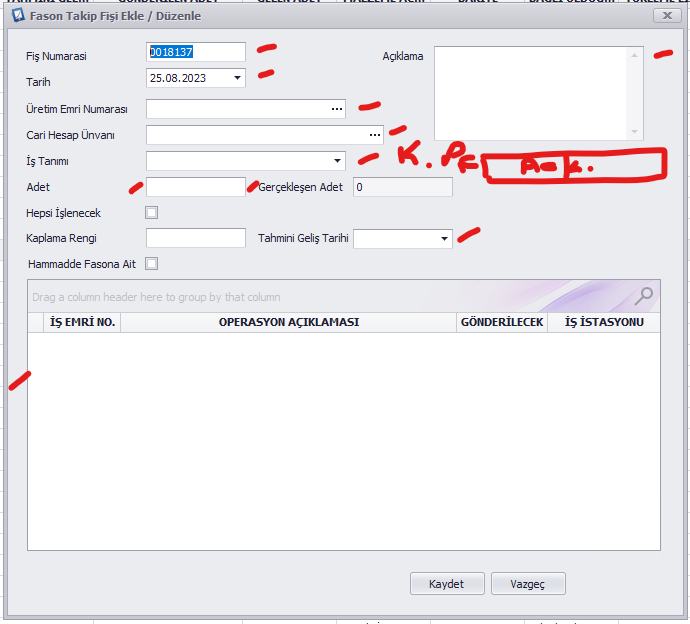 Fason Takip Fişi Ekle / Düzenle
Fiş Numarasi 0018137 Açıklama
Tarih 25.08.2023
Üretim Emri Numarası ...
Cari Hesap Ünvanı ...
İş Tanımı
Adet Gerçekleşen Adet 0
Hepsi İşlenecek
Kaplama Rengi Tahmini Geliş Tarihi
Hammadde Fasona Ait
Drag a column header here to group by that column
İŞ EMRİ NO. OPERASYON AÇIKLAMASI GÖNDERİLECEK İŞ İSTASYONU
Kaydet Vazgeç